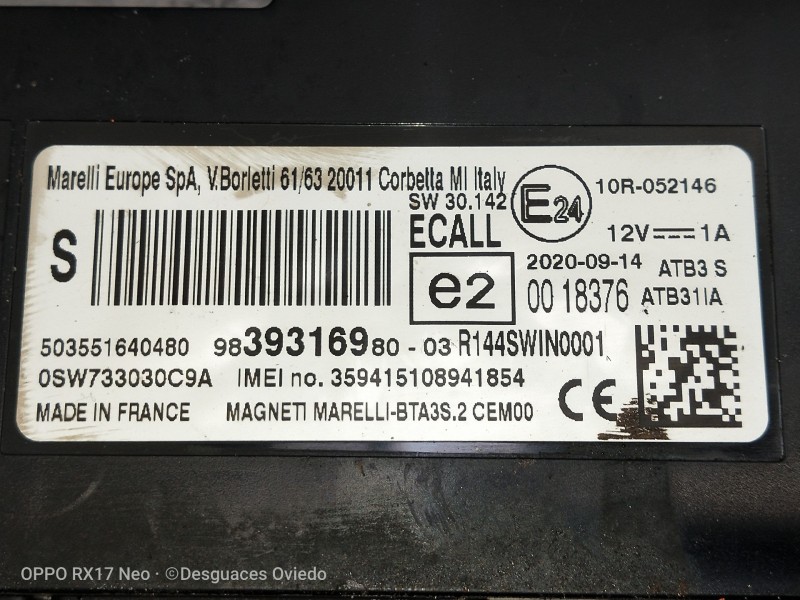 Marelli Europe SpA, V.Borletti 61/63 20011 Corbetta MI Italy
SW 30.142
E24
10R-052146
S
ECALL
12V⎓1A
e2
2020-09-14
ATB3 S
00 18376
ATB31IA
503551640480
9839316980-03
R144SWIN0001
0SW733030C9A
IMEI no. 359415108941854
CE
MADE IN FRANCE
MAGNETI MARELLI-BTA3S.2 CEM00
OPPO RX17 Neo · ©Desguaces Oviedo